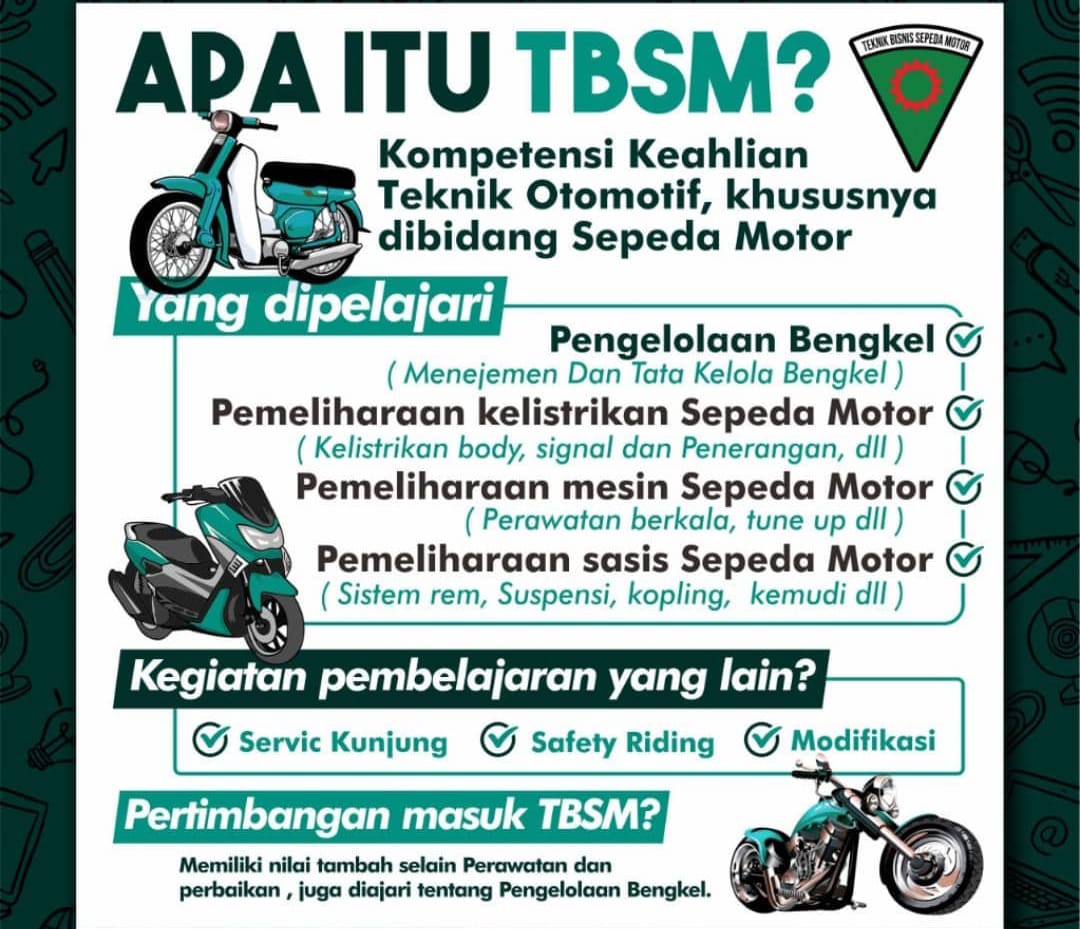 APA ITU TBSM?
TEKNIK BISNIS SEPEDA MOTOR
Kompetensi Keahlian
Teknik Otomotif, khususnya
dibidang Sepeda Motor
Yang dipelajari
Pengelolaan Bengkel
( Menejemen Dan Tata Kelola Bengkel )
Pemeliharaan kelistrikan Sepeda Motor
( Kelistrikan body, signal dan Penerangan, dll )
Pemeliharaan mesin Sepeda Motor
( Perawatan berkala, tune up dll )
Pemeliharaan sasis Sepeda Motor
( Sistem rem, Suspensi, kopling, kemudi dll )
Kegiatan pembelajaran yang lain?
Servic Kunjung Safety Riding Modifikasi
Pertimbangan masuk TBSM?
Memiliki nilai tambah selain Perawatan dan
perbaikan , juga diajari tentang Pengelolaan Bengkel.